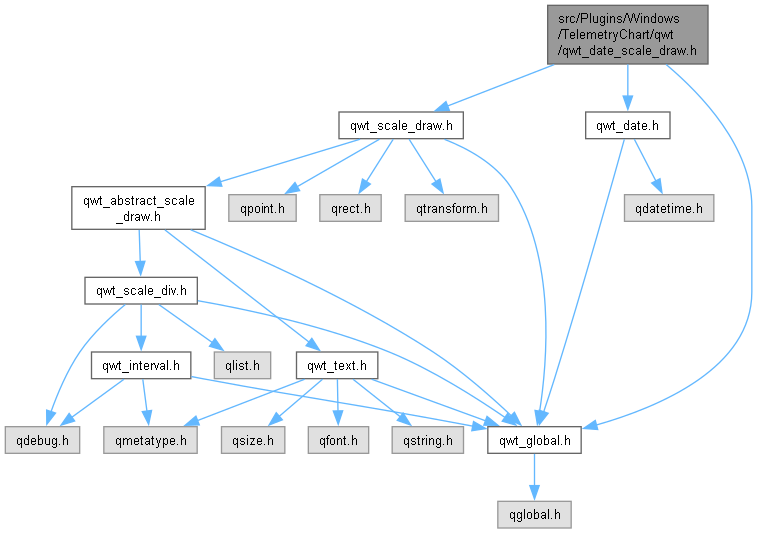 src/Plugins/Windows
/TelemetryChart/qwt
/qwt_date_scale_draw.h
qwt_scale_draw.h
qwt_date.h
qwt_abstract_scale
_draw.h
qpoint.h
qrect.h
qtransform.h
qdatetime.h
qwt_scale_div.h
qwt_interval.h
qlist.h
qwt_text.h
qdebug.h
qmetatype.h
qsize.h
qfont.h
qstring.h
qwt_global.h
qglobal.h